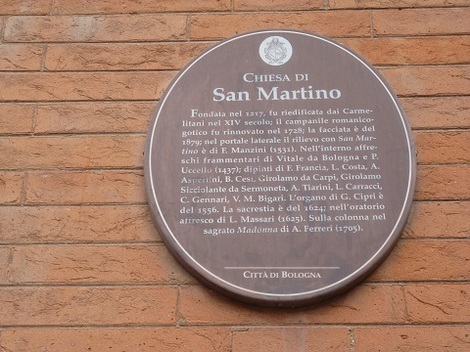 CHIESA DI
San Martino
Fondata nel 1217, fu riedificata dai Carme-
litani nel XIV secolo; il campanile romanico-
gotico fu rinnovato nel 1728; la facciata è del
1879; nel portale laterale il rilievo con San Mar-
tino è di F. Manzini (1531). Nell'interno affre-
schi frammentari di Vitale da Bologna e P.
Uccello (1437); dipinti di F. Francia, L. Costa, A.
Aspertini, B. Cesi, Girolamo da Carpi, Girolamo
Sicciolante da Sermoneta, A. Tiarini, L. Carracci,
C. Gennari, V. M. Bigari. L'organo di G. Cipri è
del 1556. La sacrestia è del 1624; nell'oratorio
affresco di L. Massari (1625). Sulla colonna nel
sagrato Madonna di A. Ferreri (1705).
CITTÀ DI BOLOGNA